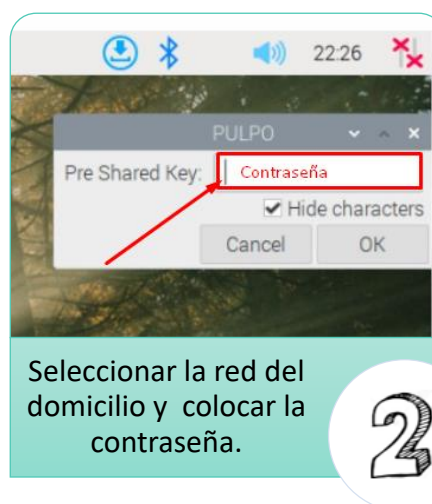 22:26
PULPO
Pre Shared Key: Contraseña
Hide characters
Cancel OK
Seleccionar la red del
domicilio y colocar la
contraseña.
2